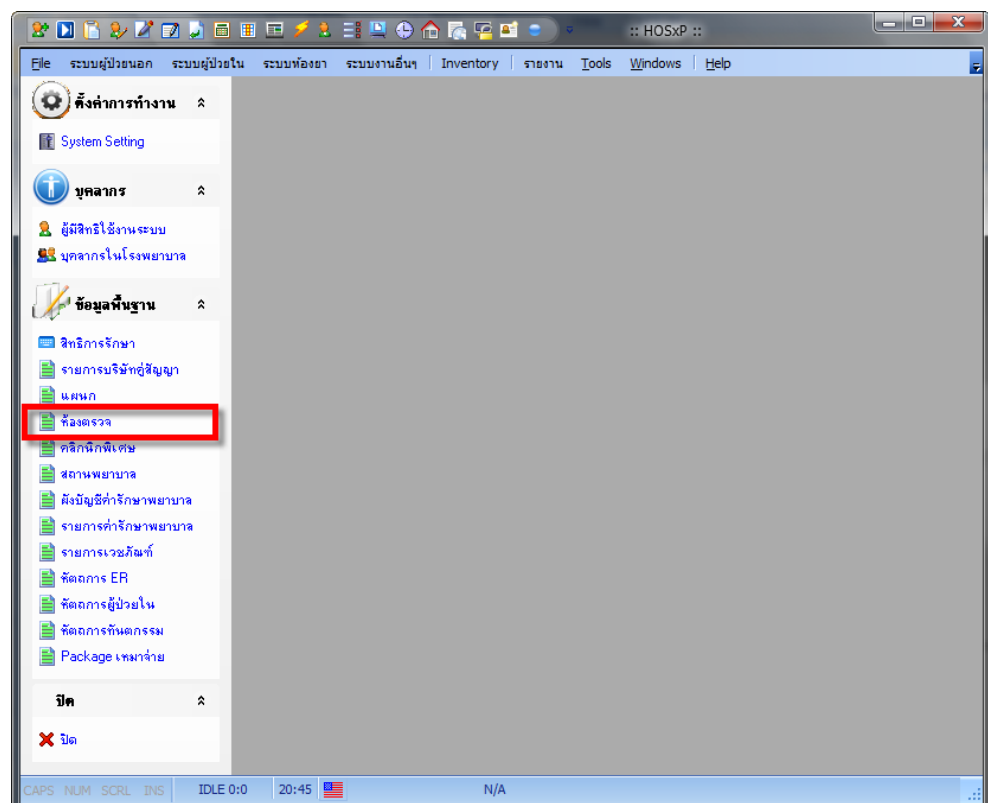 :: HOSxP ::
File ระบบผู้ป่วยนอก ระบบผู้ป่วยใน ระบบห้องยา ระบบงานอื่นๆ Inventory รายงาน Tools Windows Help
ตั้งค่าการทำงาน
System Setting
บุคลากร
ผู้มีสิทธิใช้งานระบบ
บุคลากรในโรงพยาบาล
ข้อมูลพื้นฐาน
สิทธิการรักษา
รายการบริษัทคู่สัญญา
แผนก
ห้องตรวจ
คลินิกพิเศษ
สถานพยาบาล
ผังบัญชีค่ารักษาพยาบาล
รายการค่ารักษาพยาบาล
รายการเวชภัณฑ์
หัตถการ ER
หัตถการผู้ป่วยใน
หัตถการทันตกรรม
Package เหมาจ่าย
ปิด
ปิด
CAPS NUM SCRL INS IDLE 0:0 20:45 N/A